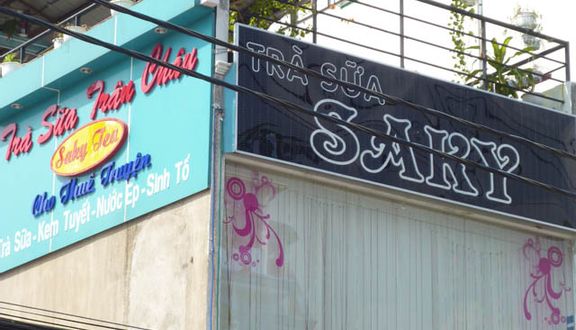 Trà Sữa Trân Châu
Saky Tea
Cho Thuê Truyện
Trà Sữa-Kem Tuyết-Nước Ép-Sinh Tố
TRÀ SỮA
SAKY